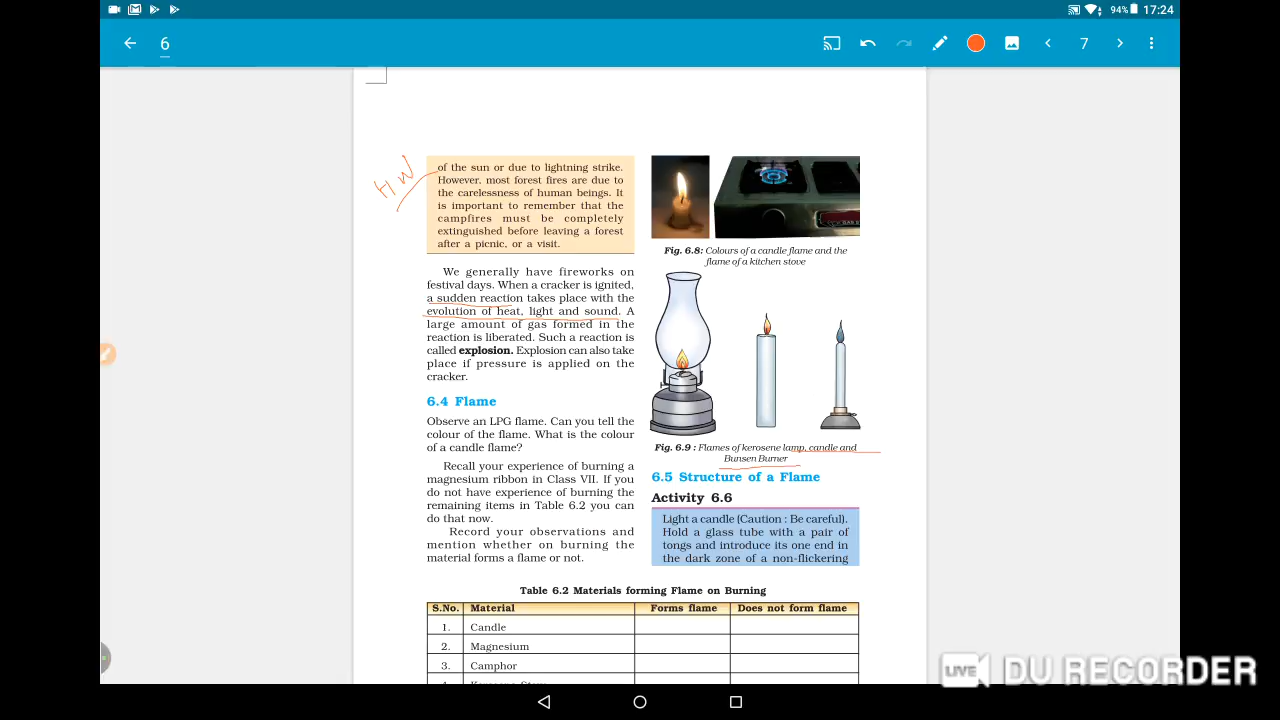 94% 17:24
6
7
HW
of the sun or due to lightning strike.
However, most forest fires are due to
the carelessness of human beings. It
is important to remember that the
campfires must be completely
extinguished before leaving a forest
after a picnic, or a visit.
We generally have fireworks on
festival days. When a cracker is ignited,
a sudden reaction takes place with the
evolution of heat, light and sound. A
large amount of gas formed in the
reaction is liberated. Such a reaction is
called explosion. Explosion can also take
place if pressure is applied on the
cracker.
6.4 Flame
Observe an LPG flame. Can you tell the
colour of the flame. What is the colour
of a candle flame?
Recall your experience of burning a
magnesium ribbon in Class VII. If you
do not have experience of burning the
remaining items in Table 6.2 you can
do that now.
Record your observations and
mention whether on burning the
material forms a flame or not.
Fig. 6.8: Colours of a candle flame and the
flame of a kitchen stove
Fig. 6.9 : Flames of kerosene lamp, candle and
Bunsen Burner
6.5 Structure of a Flame
Activity 6.6
Light a candle (Caution : Be careful).
Hold a glass tube with a pair of
tongs and introduce its one end in
the dark zone of a non-flickering
Table 6.2 Materials forming Flame on Burning
S.No. Material Forms flame Does not form flame
1. Candle
2. Magnesium
3. Camphor
LIVE DU RECORDER